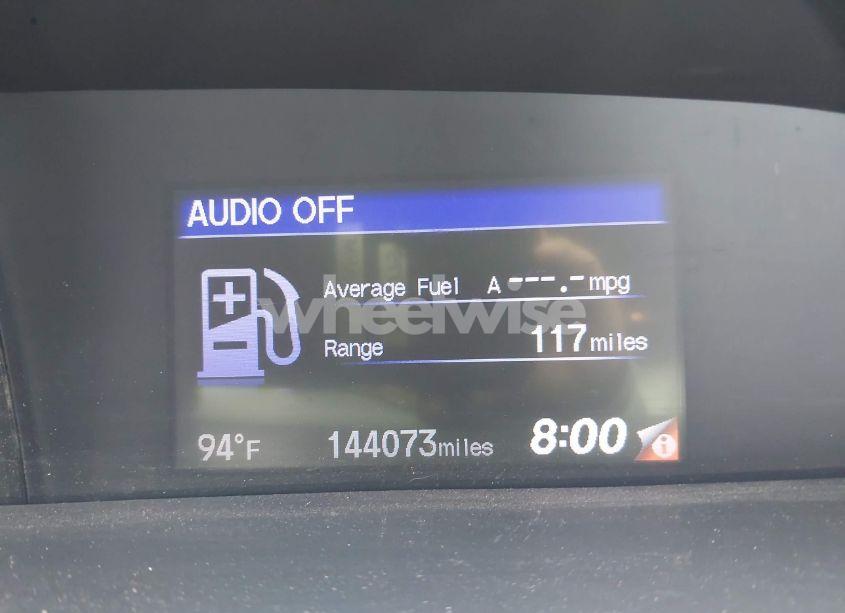 AUDIO OFF
Average Fuel A ---.- mpg
wheelwise
Range 117 miles
94°F 144073 miles 8:00 i